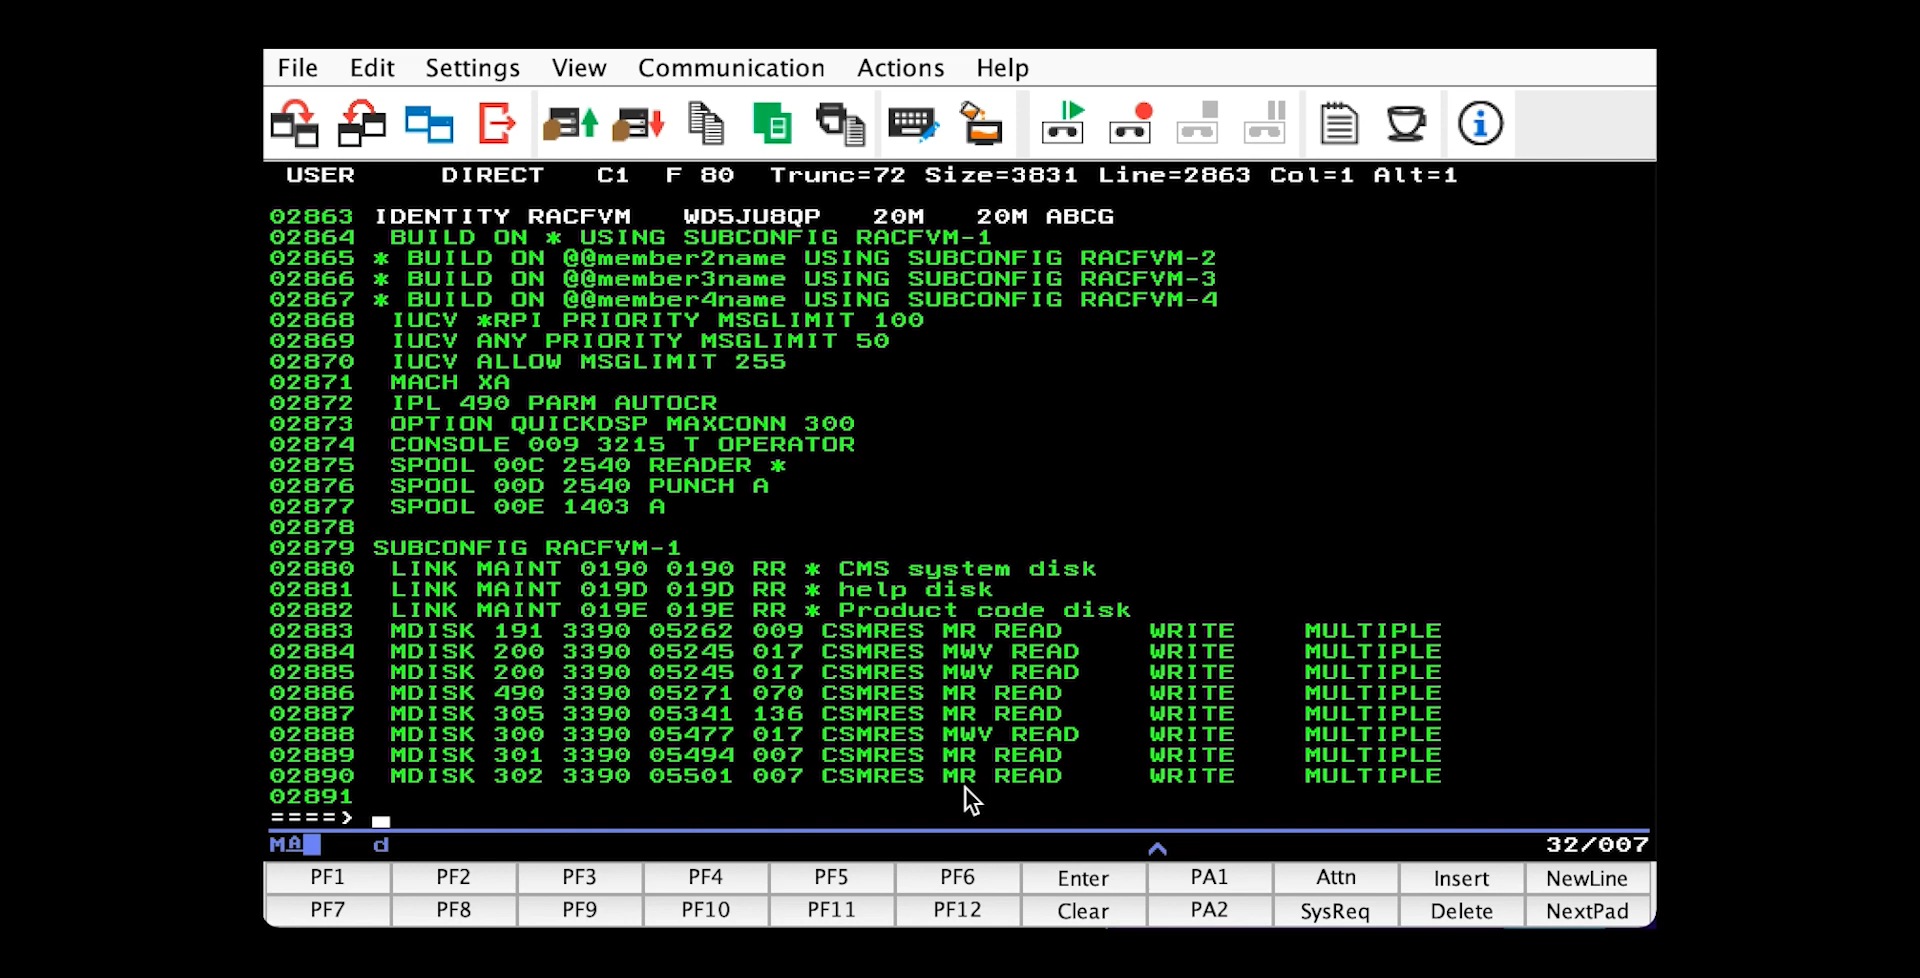 File Edit Settings View Communication Actions Help
USER DIRECT C1 F 80 Trunc=72 Size=3831 Line=2863 Col=1 Alt=1
02863 IDENTITY RACFVM WD5JU8QP 20M 20M ABCG
02864 BUILD ON * USING SUBCONFIG RACFVM-1
02865 * BUILD ON @@member2name USING SUBCONFIG RACFVM-2
02866 * BUILD ON @@member3name USING SUBCONFIG RACFVM-3
02867 * BUILD ON @@member4name USING SUBCONFIG RACFVM-4
02868 IUCV *RPI PRIORITY MSGLIMIT 100
02869 IUCV ANY PRIORITY MSGLIMIT 50
02870 IUCV ALLOW MSGLIMIT 255
02871 MACH XA
02872 IPL 490 PARM AUTOCR
02873 OPTION QUICKDSP MAXCONN 300
02874 CONSOLE 009 3215 T OPERATOR
02875 SPOOL 00C 2540 READER *
02876 SPOOL 00D 2540 PUNCH A
02877 SPOOL 00E 1403 A
02878
02879 SUBCONFIG RACFVM-1
02880 LINK MAINT 0190 0190 RR * CMS system disk
02881 LINK MAINT 019D 019D RR * help disk
02882 LINK MAINT 019E 019E RR * Product code disk
02883 MDISK 191 3390 05262 009 CSMRES MR READ WRITE MULTIPLE
02884 MDISK 200 3390 05245 017 CSMRES MWV READ WRITE MULTIPLE
02885 MDISK 200 3390 05245 017 CSMRES MWV READ WRITE MULTIPLE
02886 MDISK 490 3390 05271 070 CSMRES MR READ WRITE MULTIPLE
02887 MDISK 305 3390 05341 136 CSMRES MR READ WRITE MULTIPLE
02888 MDISK 300 3390 05477 017 CSMRES MWV READ WRITE MULTIPLE
02889 MDISK 301 3390 05494 007 CSMRES MR READ WRITE MULTIPLE
02890 MDISK 302 3390 05501 007 CSMRES MR READ WRITE MULTIPLE
02891
====>
MA d 32/007
PF1 PF2 PF3 PF4 PF5 PF6 Enter PA1 Attn Insert NewLine
PF7 PF8 PF9 PF10 PF11 PF12 Clear PA2 SysReq Delete NextPad